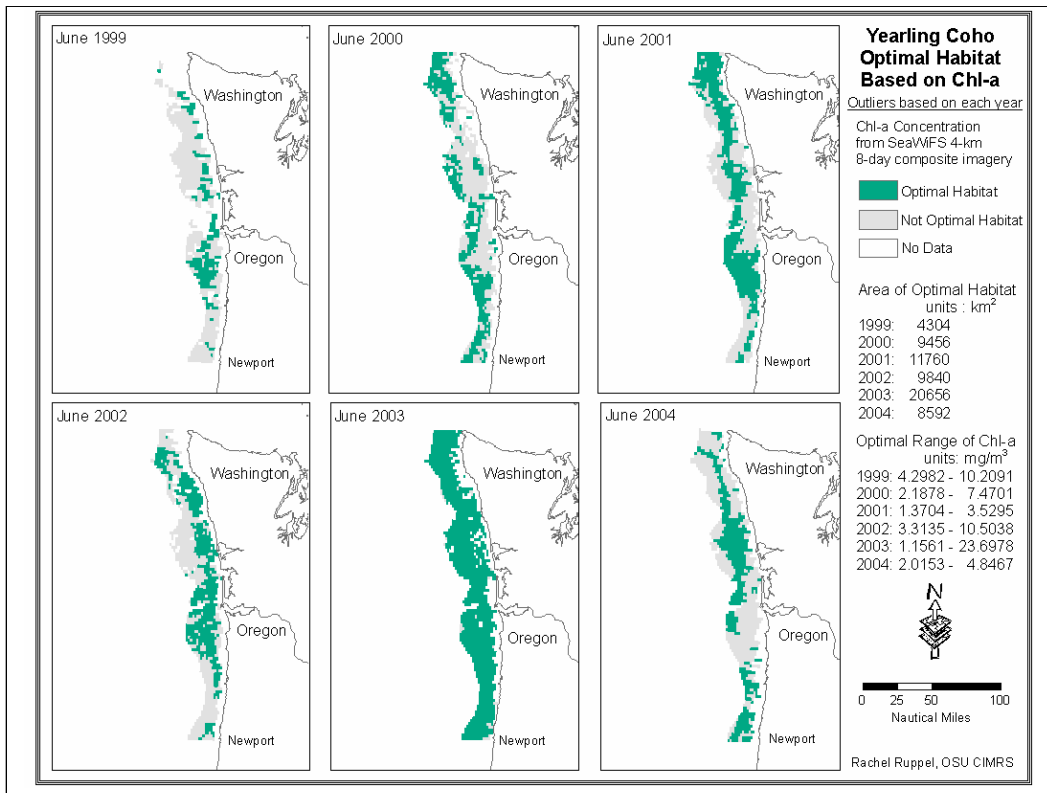 June 1999
Washington
Oregon
Newport
June 2000
Washington
Oregon
Newport
June 2001
Washington
Oregon
Newport
June 2002
Washington
Oregon
Newport
June 2003
Washington
Oregon
Newport
June 2004
Washington
Oregon
Newport
Yearling Coho
Optimal Habitat
Based on Chl-a
Outliers based on each year
Chl-a Concentration
from SeaWiFS 4-km
8-day composite imagery
Optimal Habitat
Not Optimal Habitat
No Data
Area of Optimal Habitat
units : km²
1999: 4304
2000: 9456
2001: 11760
2002: 9840
2003: 20656
2004: 8592
Optimal Range of Chl-a
units: mg/m³
1999: 4.2982 - 10.2091
2000: 2.1878 - 7.4701
2001: 1.3704 - 3.5295
2002: 3.3135 - 10.5038
2003: 1.1561 - 23.6978
2004: 2.0153 - 4.8467
N
0 25 50 100
Nautical Miles
Rachel Ruppel, OSU CIMRS